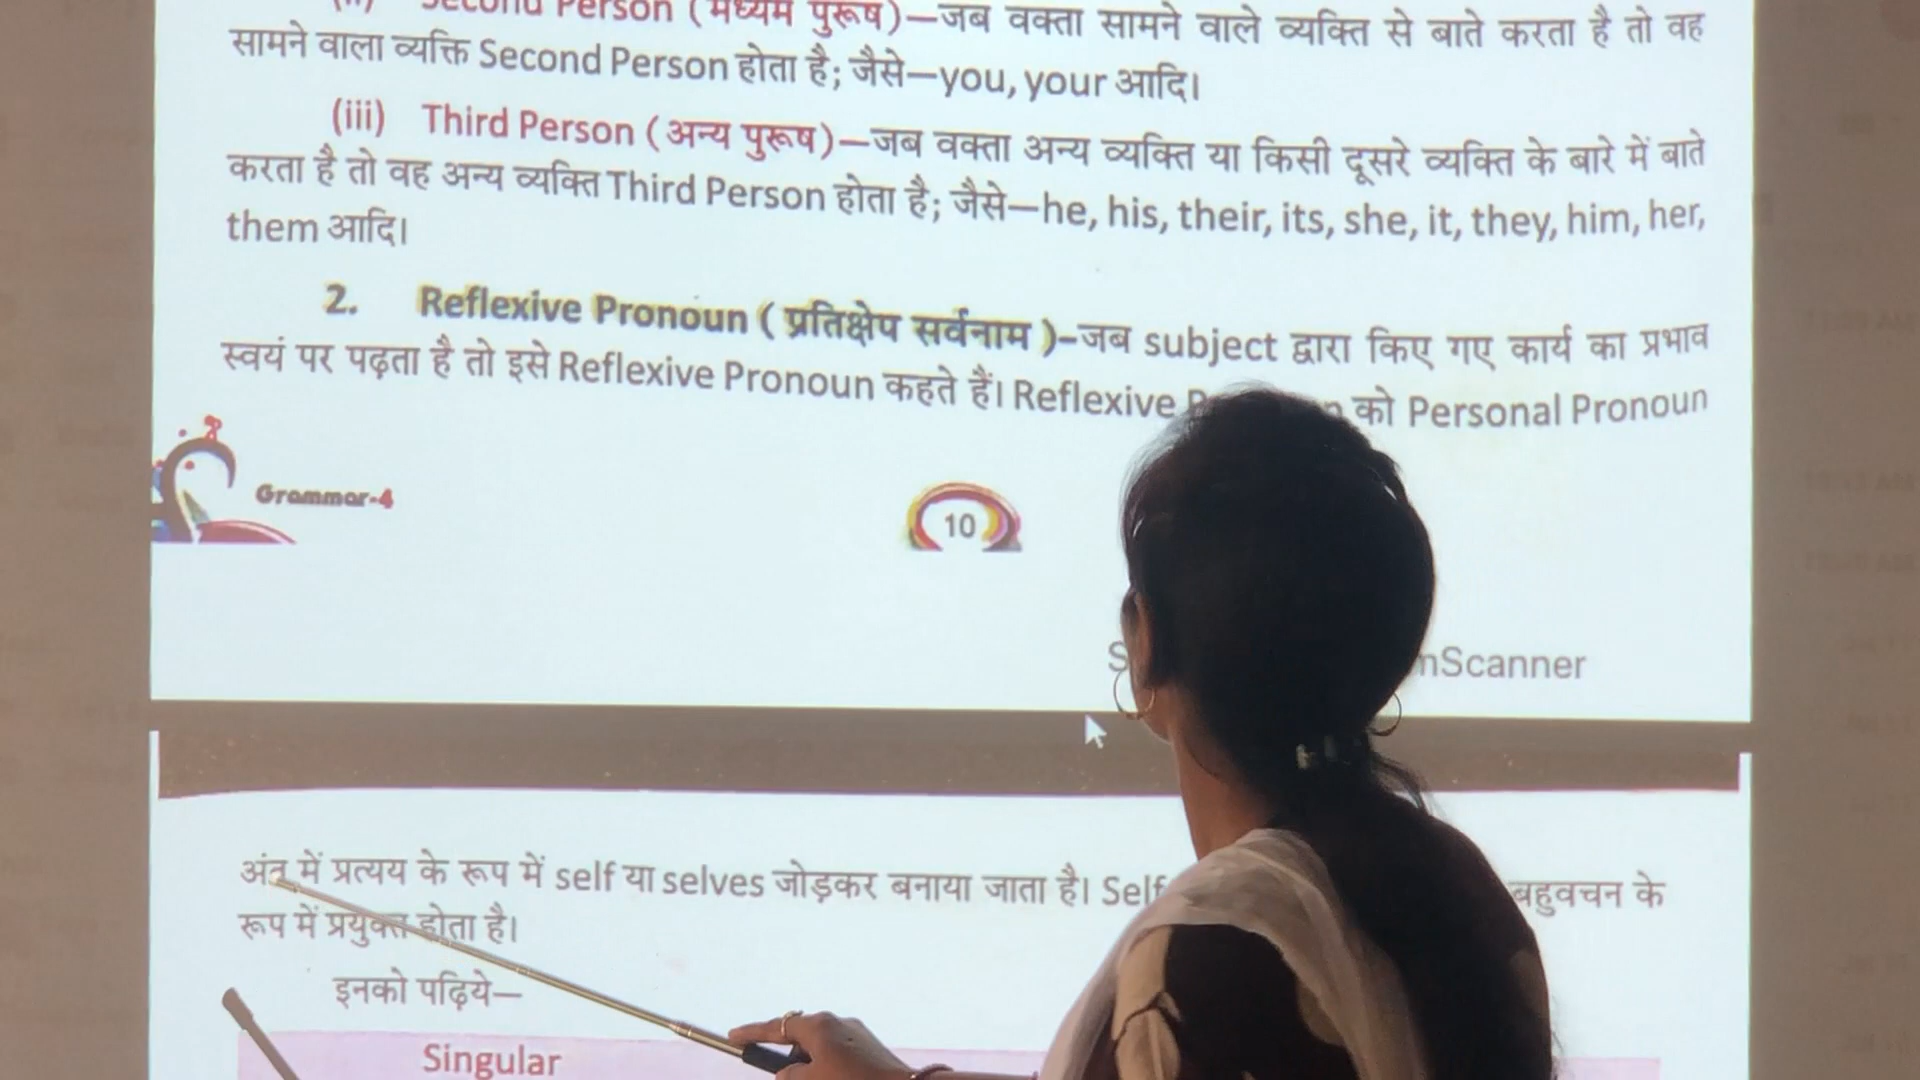 Second Person (मध्यम पुरूष)—जब वक्ता सामने वाले व्यक्ति से बाते करता है तो वह
सामने वाला व्यक्ति Second Person होता है; जैसे—you, your आदि।
(iii) Third Person (अन्य पुरूष)—जब वक्ता अन्य व्यक्ति या किसी दूसरे व्यक्ति के बारे में बाते
करता है तो वह अन्य व्यक्ति Third Person होता है; जैसे—he, his, their, its, she, it, they, him, her,
them आदि।
2. Reflexive Pronoun ( प्रतिक्षेप सर्वनाम )–जब subject द्वारा किए गए कार्य का प्रभाव
स्वयं पर पढ़ता है तो इसे Reflexive Pronoun कहते हैं। Reflexive को Personal Pronoun
Grammar-4
10
अंत में प्रत्यय के रूप में self या selves जोड़कर बनाया जाता है। Self बहुवचन के
रूप में प्रयुक्त होता है।
इनको पढ़िये—
Singular